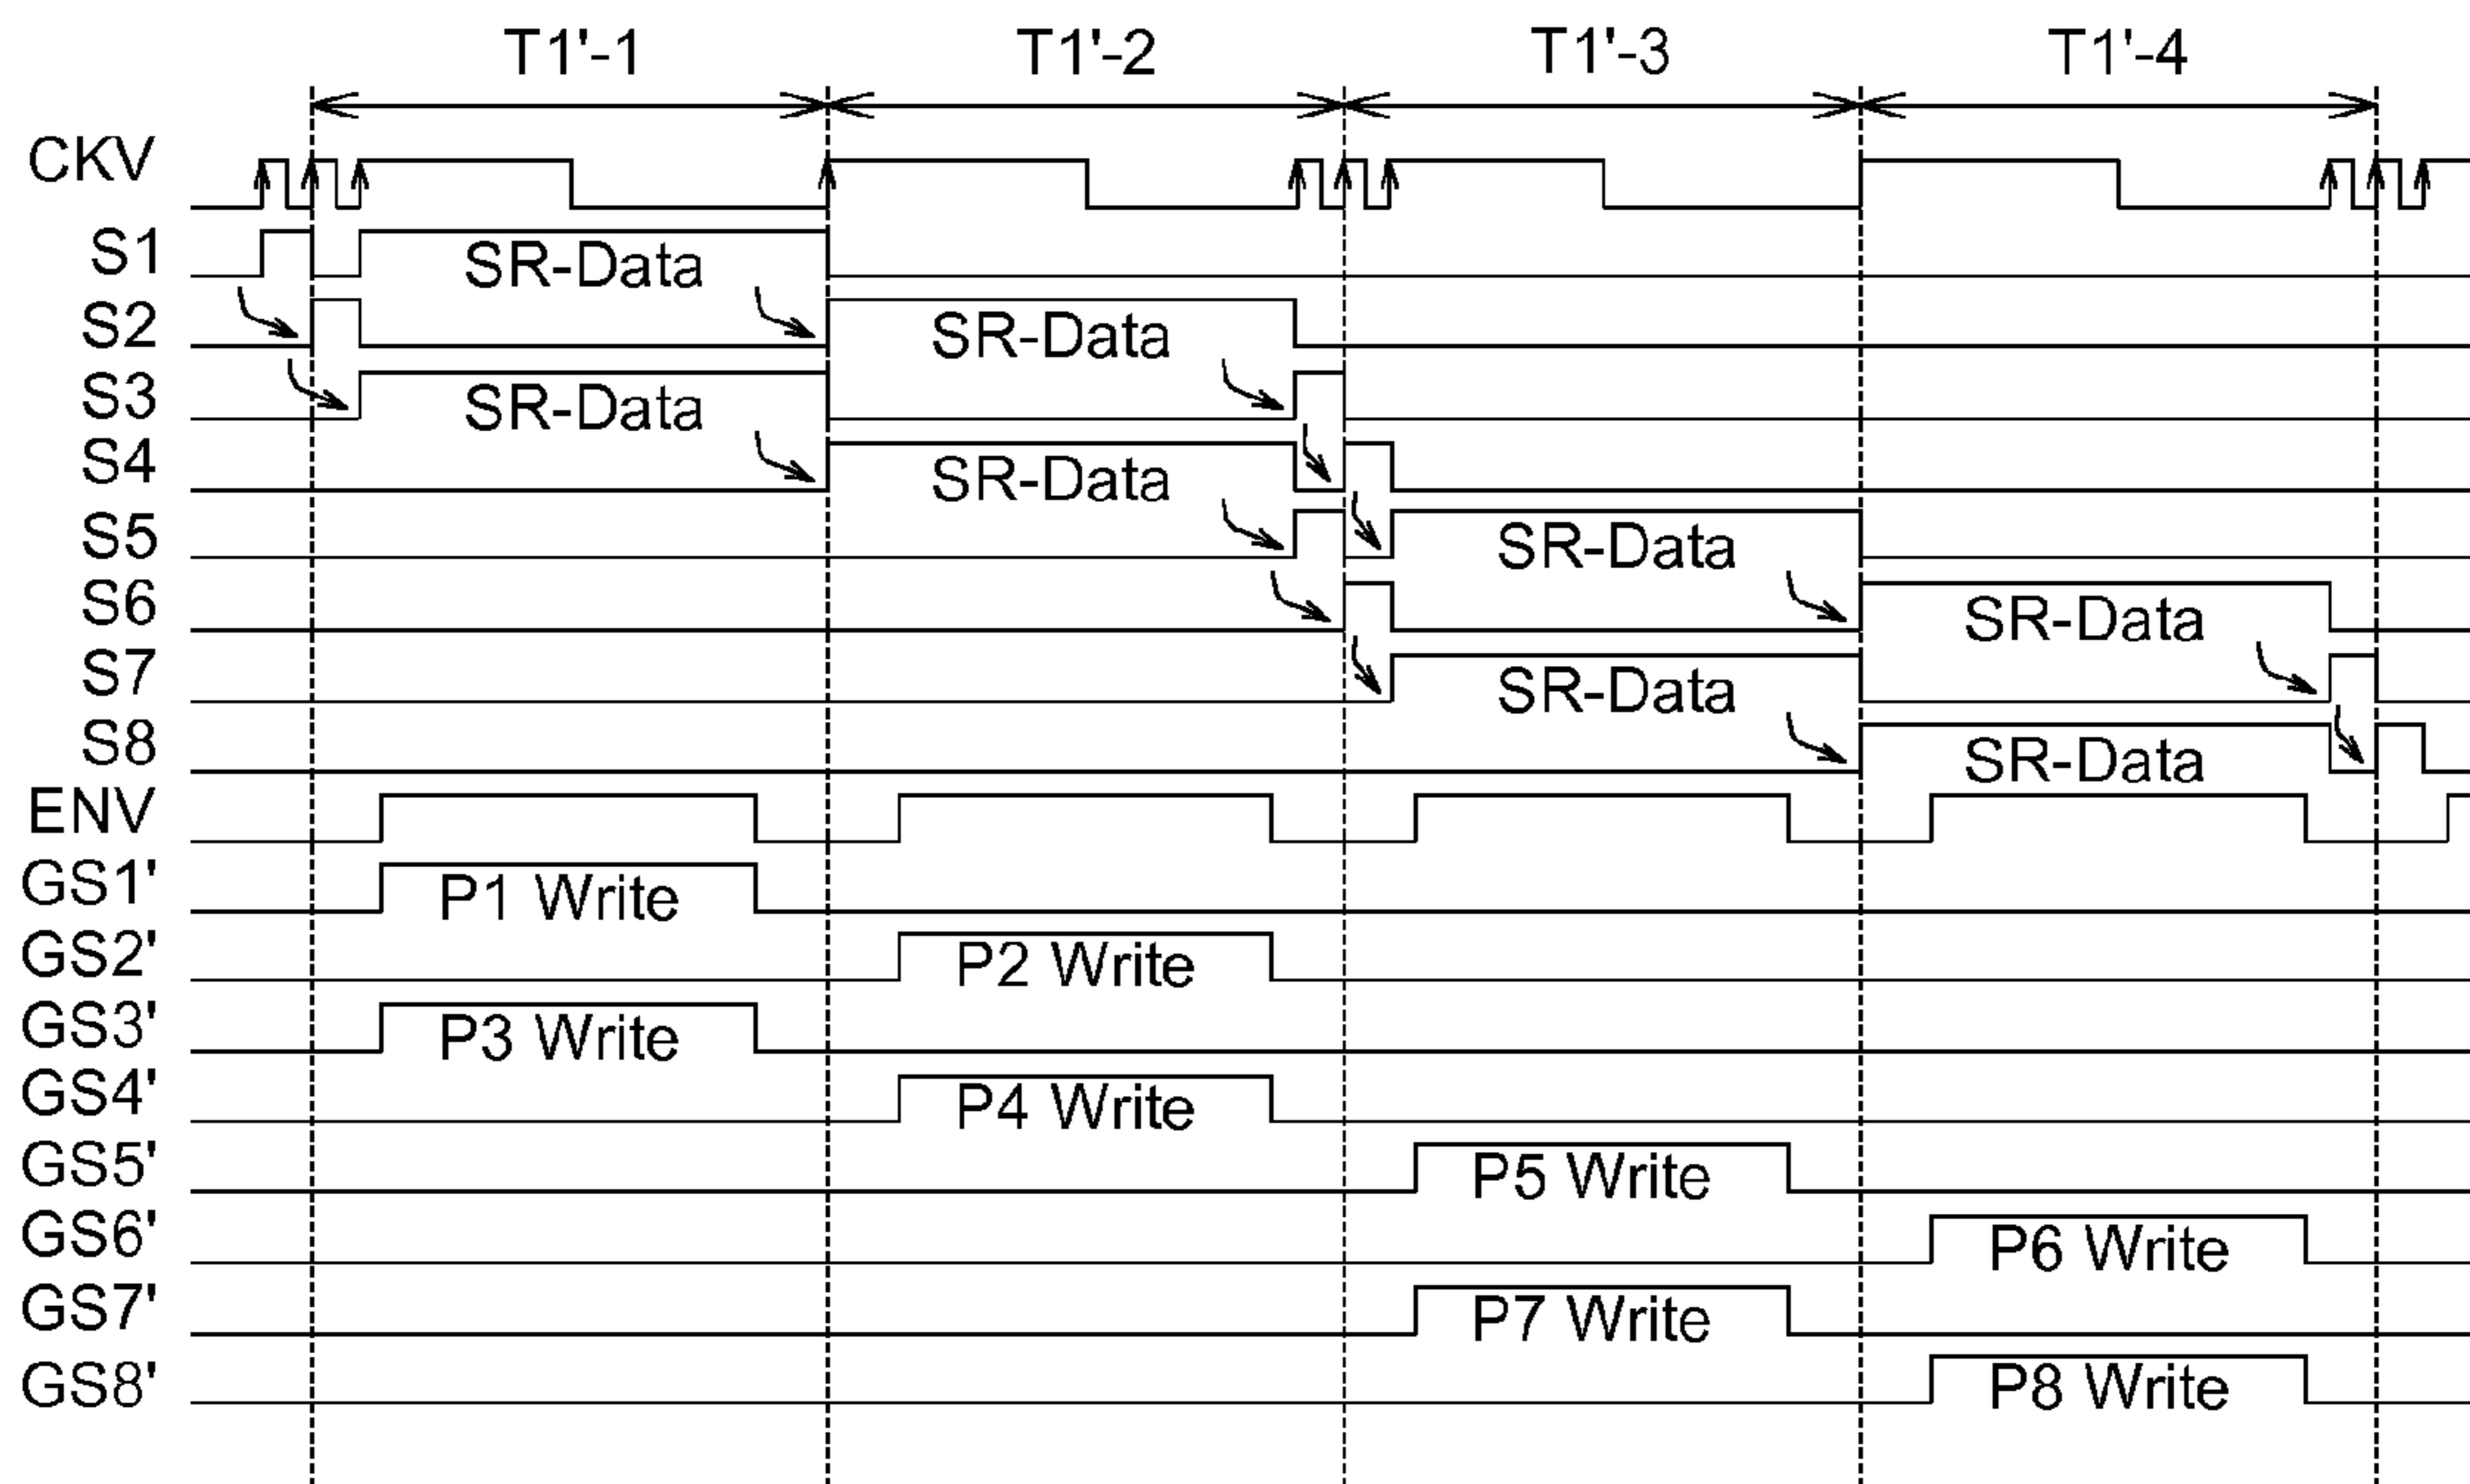 T1'-1 T1'-2 T1'-3 T1'-4
CKV
S1 SR-Data
S2 SR-Data
S3 SR-Data
S4 SR-Data
S5 SR-Data
S6 SR-Data
S7 SR-Data
S8 SR-Data
ENV
GS1' P1 Write
GS2' P2 Write
GS3' P3 Write
GS4' P4 Write
GS5' P5 Write
GS6' P6 Write
GS7' P7 Write
GS8' P8 Write